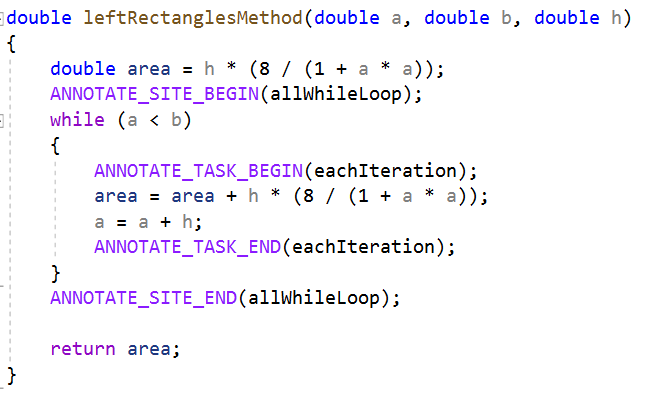 double leftRectanglesMethod(double a, double b, double h)
{
    double area = h * (8 / (1 + a * a));
    ANNOTATE_SITE_BEGIN(allWhileLoop);
    while (a < b)
    {
        ANNOTATE_TASK_BEGIN(eachIteration);
        area = area + h * (8 / (1 + a * a));
        a = a + h;
        ANNOTATE_TASK_END(eachIteration);
    }
    ANNOTATE_SITE_END(allWhileLoop);

    return area;
}